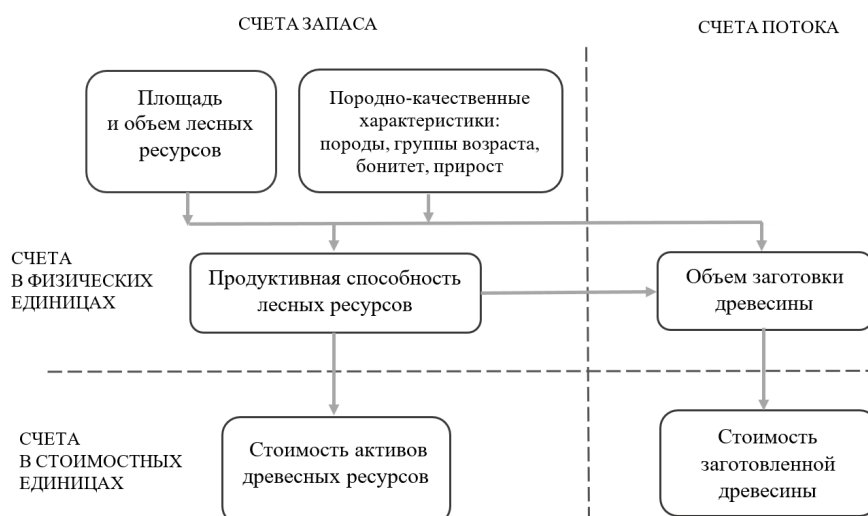 СЧЕТА ЗАПАСА
СЧЕТА ПОТОКА
Площадь
и объем лесных
ресурсов
Породно-качественные
характеристики:
породы, группы возраста,
бонитет, прирост
СЧЕТА
В ФИЗИЧЕСКИХ
ЕДИНИЦАХ
Продуктивная способность
лесных ресурсов
Объем заготовки
древесины
СЧЕТА
В СТОИМОСТНЫХ
ЕДИНИЦАХ
Стоимость активов
древесных ресурсов
Стоимость
заготовленной
древесины